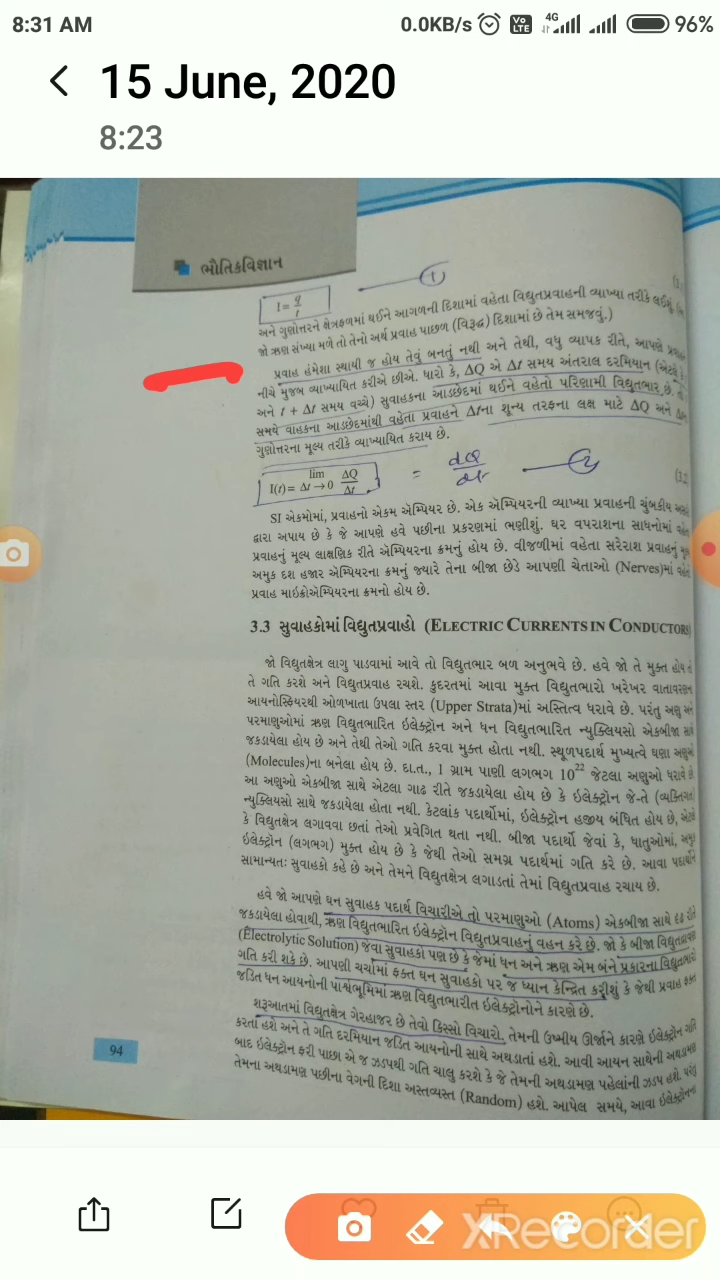 8:31 AM
0.0KB/s Vo LTE 4G 96%
15 June, 2020
8:23
ભૌતિકવિજ્ઞાન
I = q/t
1
અને ગુણોત્તરને ક્ષેત્રફળમાં થઈને આગળની દિશામાં વહેતા વિદ્યુતપ્રવાહની વ્યાખ્યા તરીકે લઈશું.
જો ઋણ સંખ્યા મળે તો તેનો અર્થ પ્રવાહ પાછળ (વિરૂદ્ધ) દિશામાં છે તેમ સમજવું.)
પ્રવાહ હંમેશા સ્થાયી જ હોય તેવું બનતું નથી અને તેથી, વધુ વ્યાપક રીતે, આપણે
નીચે મુજબ વ્યાખ્યાયિત કરીએ છીએ. ધારો કે, ΔQ એ Δt સમય અંતરાલ દરમિયાન
અને t + Δt સમય વચ્ચે) સુવાહકના આડછેદમાં થઈને વહેતો પરિણામી વિદ્યુતભાર છે.
સમયે વાહકના આડછેદમાંથી વહેતા પ્રવાહને Δtના શૂન્ય તરફના લક્ષ માટે ΔQ અને
ગુણોત્તરના મૂલ્ય તરીકે વ્યાખ્યાયિત કરાય છે.
I(t) = lim Δt→0 ΔQ/Δt = dQ/dt 2
SI એકમોમાં, પ્રવાહનો એકમ ઍમ્પિયર છે. એક ઍમ્પિયરની વ્યાખ્યા પ્રવાહની ચુંબકીય
દ્વારા અપાય છે કે જે આપણે હવે પછીના પ્રકરણમાં ભણીશું. ઘર વપરાશના સાધનોમાં
પ્રવાહનું મૂલ્ય લાક્ષણિક રીતે ઍમ્પિયરના ક્રમનું હોય છે. વીજળીમાં વહેતા સરેરાશ પ્રવાહનું
અમુક દશ હજાર ઍમ્પિયરના ક્રમનું જ્યારે તેના બીજા છેડે આપણી ચેતાઓ (Nerves)માં
પ્રવાહ માઇક્રોઍમ્પિયરના ક્રમનો હોય છે.
3.3 સુવાહકોમાં વિદ્યુતપ્રવાહો (ELECTRIC CURRENTS IN CONDUCTORS)
જો વિદ્યુતક્ષેત્ર લાગુ પાડવામાં આવે તો વિદ્યુતભાર બળ અનુભવે છે. હવે જો તે મુક્ત હોય
તે ગતિ કરશે અને વિદ્યુતપ્રવાહ રચશે. કુદરતમાં આવા મુક્ત વિદ્યુતભારો ખરેખર
આયનોસ્ફિયરથી ઓળખાતા ઉપલા સ્તર (Upper Strata)માં અસ્તિત્વ ધરાવે છે. પરંતુ અણુ
પરમાણુઓમાં ઋણ વિદ્યુતભારિત ઇલેક્ટ્રૉન અને ધન વિદ્યુતભારિત ન્યુક્લિયસો એકબીજા
જકડાયેલા હોય છે અને તેથી તેઓ ગતિ કરવા મુક્ત હોતા નથી. સ્થૂળપદાર્થ મુખ્યત્વે ઘણા
(Molecules)ના બનેલા હોય છે. દા.ત., 1 ગ્રામ પાણી લગભગ 10²² જેટલા અણુઓ ધરાવે
આ અણુઓ એકબીજા સાથે એટલા ગાઢ રીતે જકડાયેલા હોય છે કે ઇલેક્ટ્રૉન જે-તે (વ્યક્તિગત)
ન્યુક્લિયસો સાથે જકડાયેલા હોતા નથી. કેટલાંક પદાર્થોમાં, ઇલેક્ટ્રૉન હજીય બંધિત હોય છે,
કે વિદ્યુતક્ષેત્ર લગાવવા છતાં તેઓ પ્રવેગિત થતા નથી. બીજા પદાર્થો જેવાં કે, ધાતુઓમાં,
ઇલેક્ટ્રૉન (લગભગ) મુક્ત હોય છે કે જેથી તેઓ સમગ્ર પદાર્થમાં ગતિ કરે છે. આવા પદાર્થોને
સામાન્યતઃ સુવાહકો કહે છે અને તેમને વિદ્યુતક્ષેત્ર લગાડતાં તેમાં વિદ્યુતપ્રવાહ રચાય છે.
હવે જો આપણે ઘન સુવાહક પદાર્થ વિચારીએ તો પરમાણુઓ (Atoms) એકબીજા સાથે દૃઢ રીતે
જકડાયેલા હોવાથી, ઋણ વિદ્યુતભારિત ઇલેક્ટ્રૉન વિદ્યુતપ્રવાહનું વહન કરે છે. જો કે બીજા
(Electrolytic Solution) જેવા સુવાહકો પણ છે કે જેમાં ધન અને ઋણ એમ બંને પ્રકારના વિદ્યુતભારો
ગતિ કરી શકે છે. આપણી ચર્ચામાં ફક્ત ઘન સુવાહકો પર જ ધ્યાન કેન્દ્રિત કરીશું કે જેથી પ્રવાહ ફક્ત
જડિત ધન આયનોની પાર્શ્વભૂમિમાં ઋણ વિદ્યુતભારીત ઇલેક્ટ્રોનોને કારણે છે.
શરૂઆતમાં વિદ્યુતક્ષેત્ર ગેરહાજર છે તેવો કિસ્સો વિચારો. તેમની ઉષ્મીય ઊર્જાને કારણે ઇલેક્ટ્રૉન ગતિ
કરતાં હશે અને તે ગતિ દરમિયાન જડિત આયનોની સાથે અથડાતાં હશે. આવી આયન સાથેની અથડામણ
બાદ ઇલેક્ટ્રૉન ફરી પાછા એ જ ઝડપથી ગતિ ચાલુ કરશે કે જે તેમની અથડામણ પહેલાંની ઝડપ હશે. પરંતુ
તેમના અથડામણ પછીના વેગની દિશા અસ્તવ્યસ્ત (Random) હશે. આપેલ સમયે, આવા ઇલેક્ટ્રૉનના
94
XRecorder